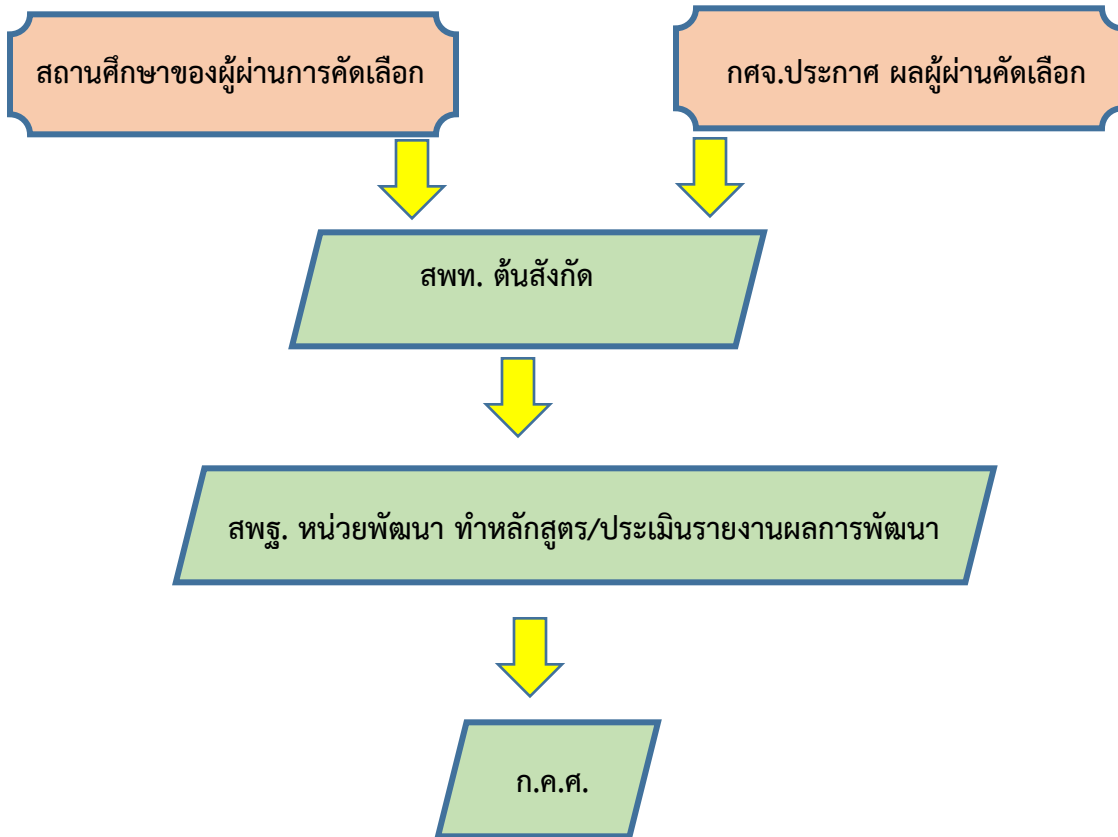 สถานศึกษาของผู้ผ่านการคัดเลือก
กศจ.ประกาศ ผลผู้ผ่านคัดเลือก
สพท. ต้นสังกัด
สพฐ. หน่วยพัฒนา ทำหลักสูตร/ประเมินรายงานผลการพัฒนา
ก.ค.ศ.